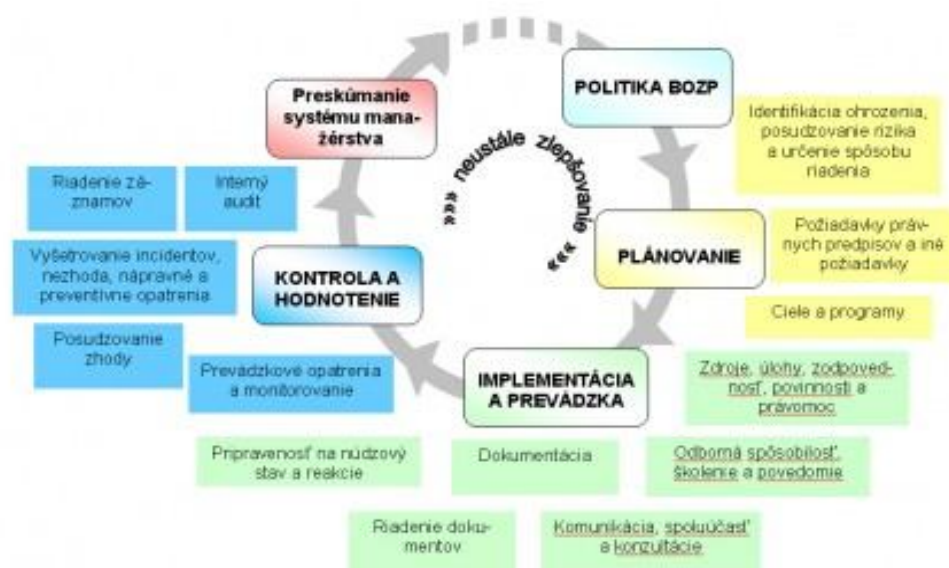 POLITIKA BOZP
Preskúmanie
systému mana-
žérstva
»»» neustále zlepšovanie »»»
Identifikácia ohrozenia,
posudzovanie rizika
a určenie spôsobu
riadenia
Riadenie zá-
znamov
Interný
audit
PLÁNOVANIE
Požiadavky práv-
nych predpisov a iné
požiadavky
Vyšetrovanie incidentov,
nezhoda, nápravné a
preventívne opatrenia
KONTROLA A
HODNOTENIE
Ciele a programy
Posudzovanie
zhody
Prevádzkové opatrenia
a monitorovanie
IMPLEMENTÁCIA
A PREVÁDZKA
Zdroje, úlohy, zodpoved-
nosť, povinnosti a
právomoc
Pripravenosť na núdzový
stav a reakcie
Dokumentácia
Odborná spôsobilosť,
školenie a povedomie
Riadenie doku-
mentov
Komunikácia, spoluúčasť
a konzultácie